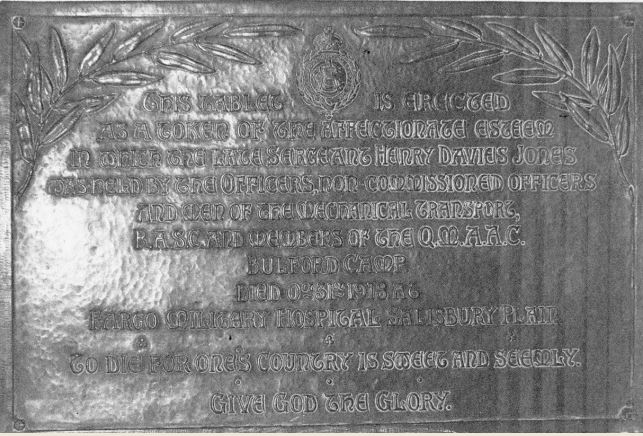 THIS TABLET IS ERECTED
AS A TOKEN OF THE AFFECTIONATE ESTEEM
IN WHICH THE LATE SERGEANT HENRY DAVIES JONES
WAS HELD BY THE OFFICERS, NON-COMMISSIONED OFFICERS
AND MEN OF THE MECHANICAL TRANSPORT,
R.A.S.C. AND MEMBERS OF THE Q.M.A.A.C.
BULFORD CAMP
DIED 31ST 1918 AT
FARGO MILITARY HOSPITAL SALISBURY PLAIN
TO DIE FOR ONE'S COUNTRY IS SWEET AND SEEMLY.
GIVE GOD THE GLORY.